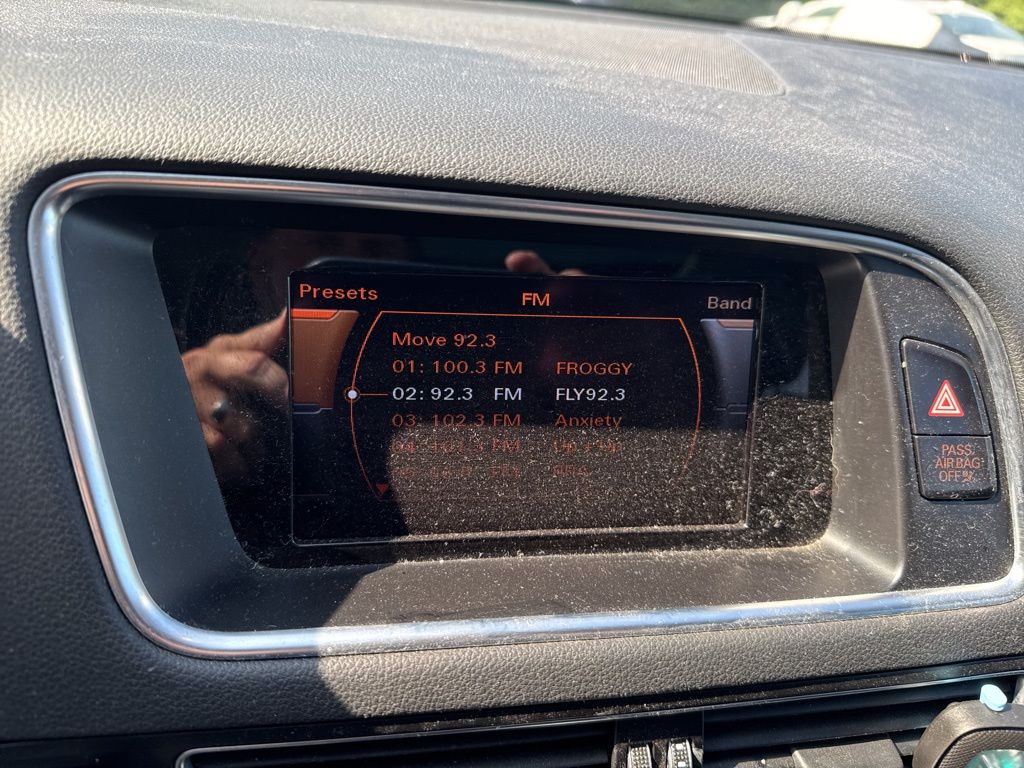 Presets FM Band
Move 92.3
01: 100.3 FM FROGGY
02: 92.3 FM FLY92.3
03: 102.3 FM Anxiety
FM
PASS
AIR BAG
OFF